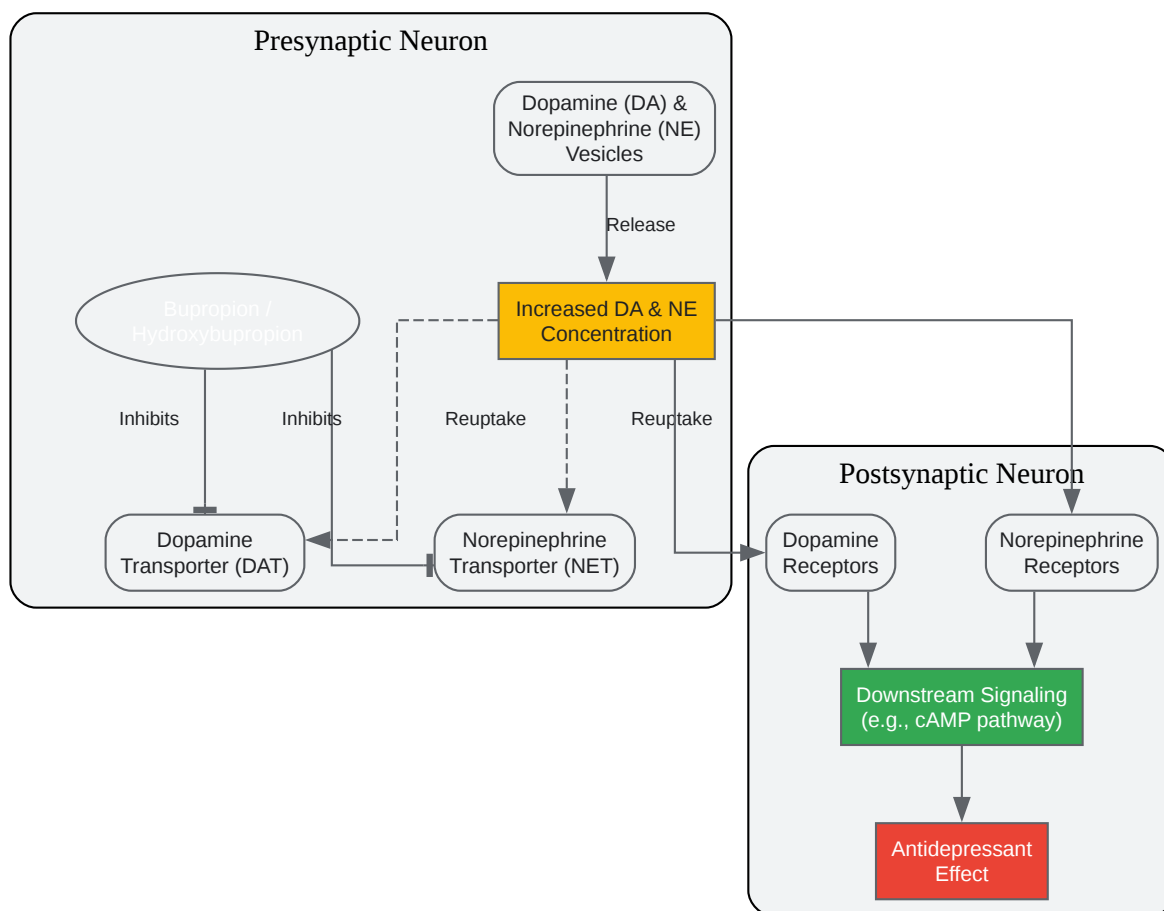 Presynaptic Neuron
Dopamine (DA) &
Norepinephrine (NE)
Vesicles
Release
Bupropion /
Hydroxybupropion
Increased DA & NE
Concentration
Inhibits
Inhibits
Reuptake
Reuptake
Dopamine
Transporter (DAT)
Norepinephrine
Transporter (NET)
Postsynaptic Neuron
Dopamine
Receptors
Norepinephrine
Receptors
Downstream Signaling
(e.g., cAMP pathway)
Antidepressant
Effect